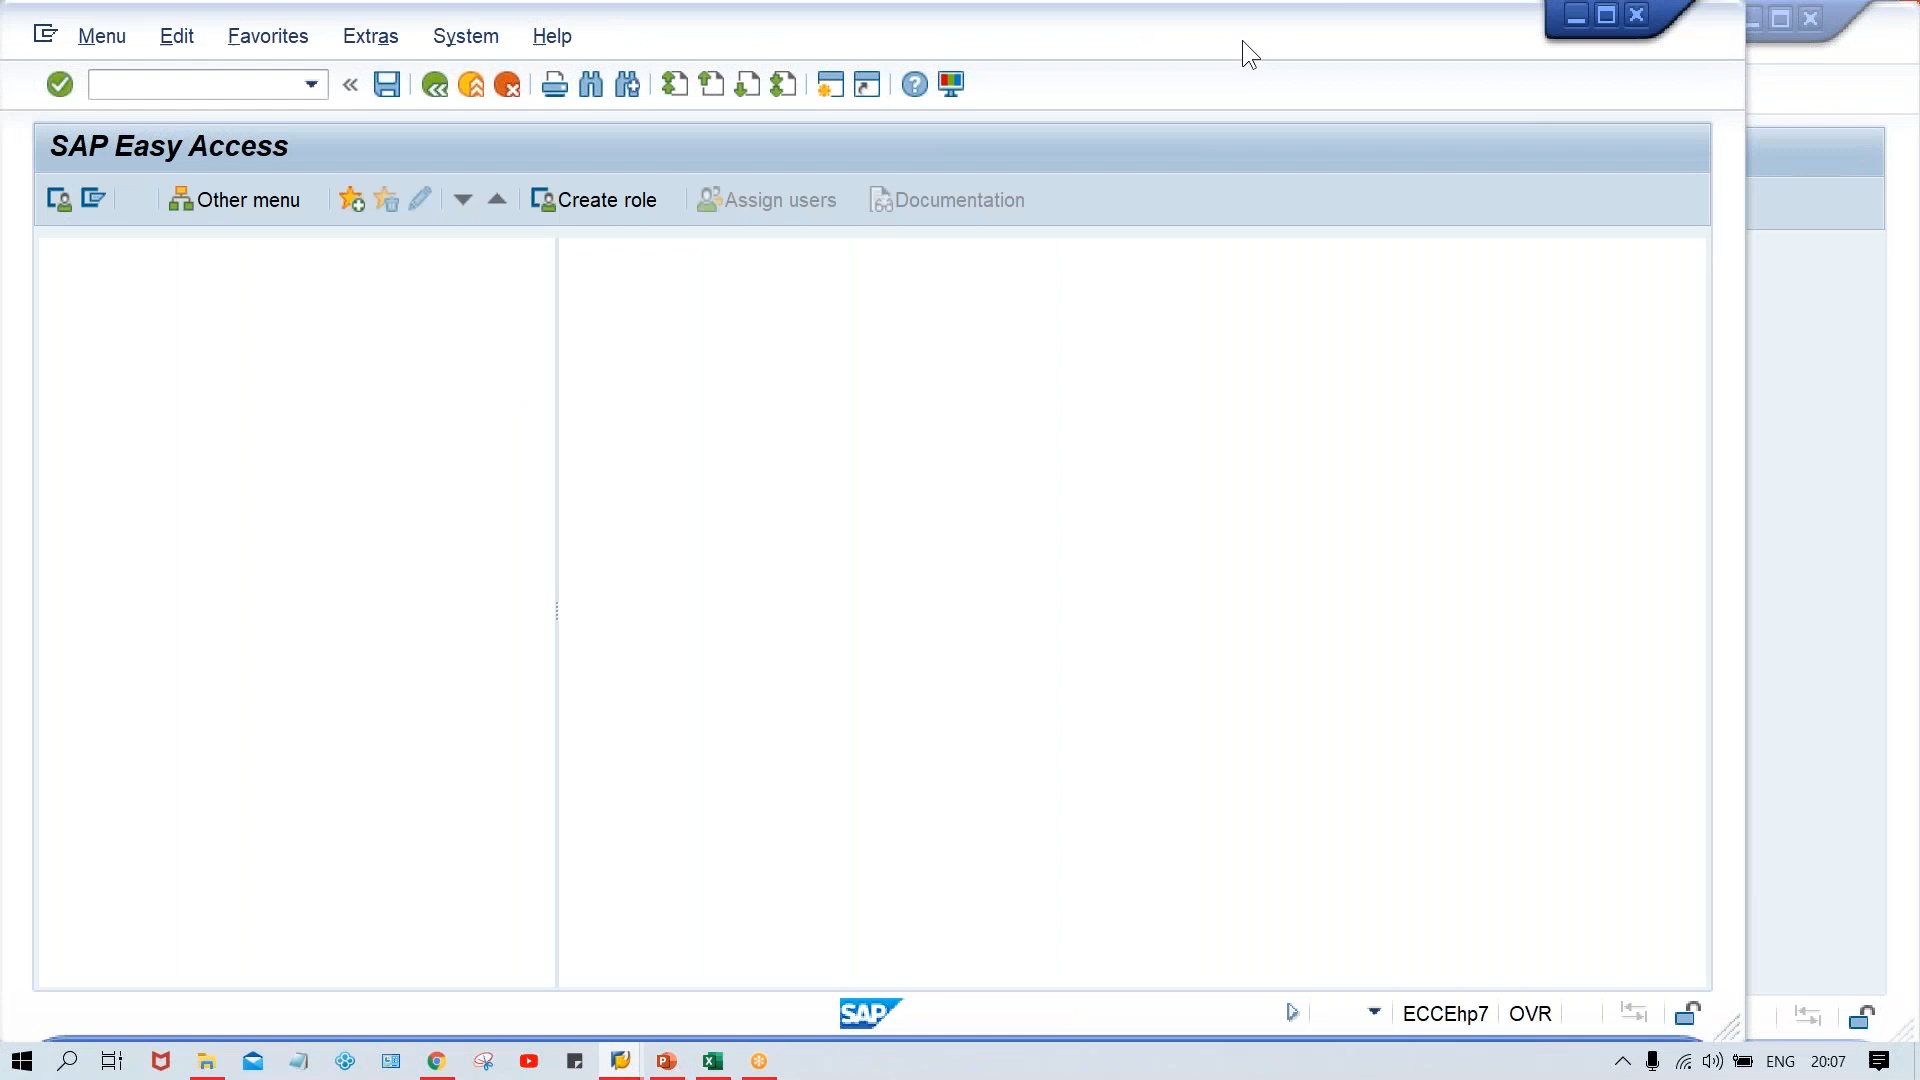 Menu Edit Favorites Extras System Help
SAP Easy Access
Other menu Create role Assign users Documentation
SAP ECCEhp7 OVR
ENG 20:07